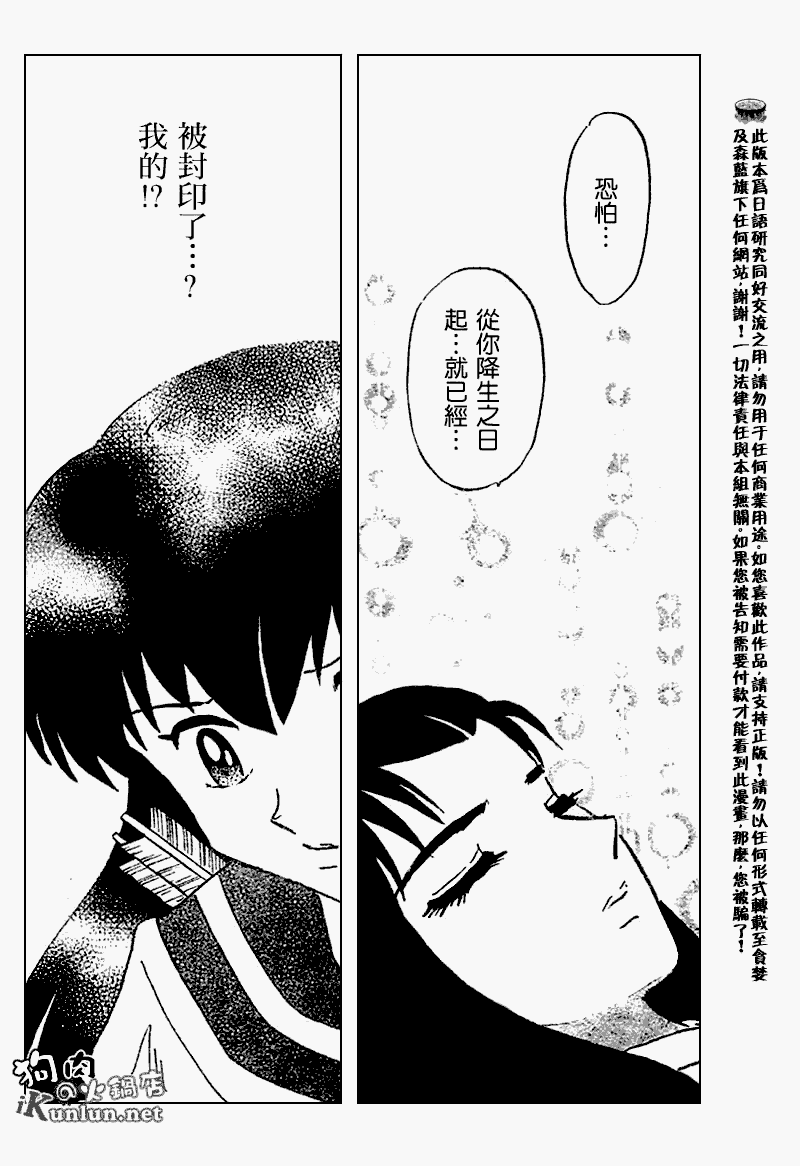 恐怕…
從你降生之日
起…就已經…
被封印了…?
我的!?
此版本爲日語研究同好交流之用，請勿用于任何商業用途。如您喜歡此作品，請支持正版！請勿以任何形式轉載至貪婪
及森藍旗下任何網站，謝謝！一切法律責任與本組無關。如果您被告知需要付款才能看到此漫畫，那麼，您被騙了！
狗肉の火鍋店
iKunlun.net